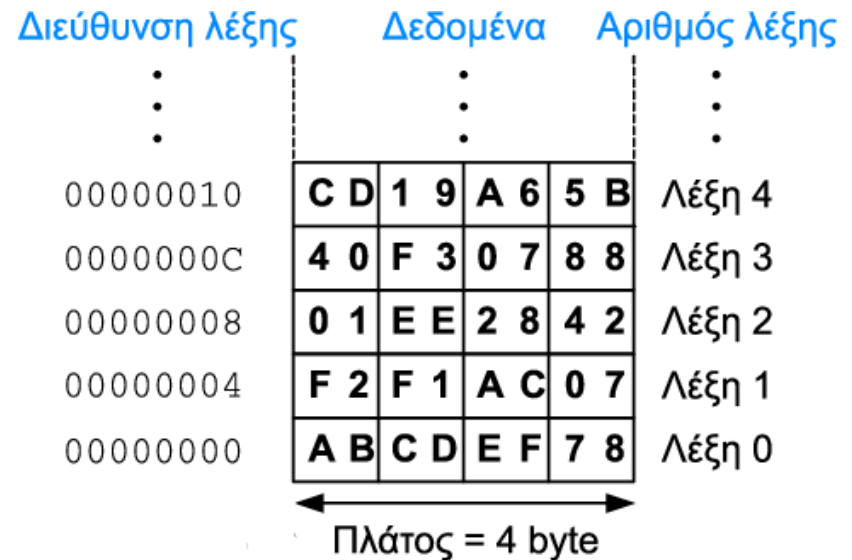 Διεύθυνση λέξης Δεδομένα Αριθμός λέξης
00000010 C D 1 9 A 6 5 B Λέξη 4
0000000C 4 0 F 3 0 7 8 8 Λέξη 3
00000008 0 1 E E 2 8 4 2 Λέξη 2
00000004 F 2 F 1 A C 0 7 Λέξη 1
00000000 A B C D E F 7 8 Λέξη 0
Πλάτος = 4 byte